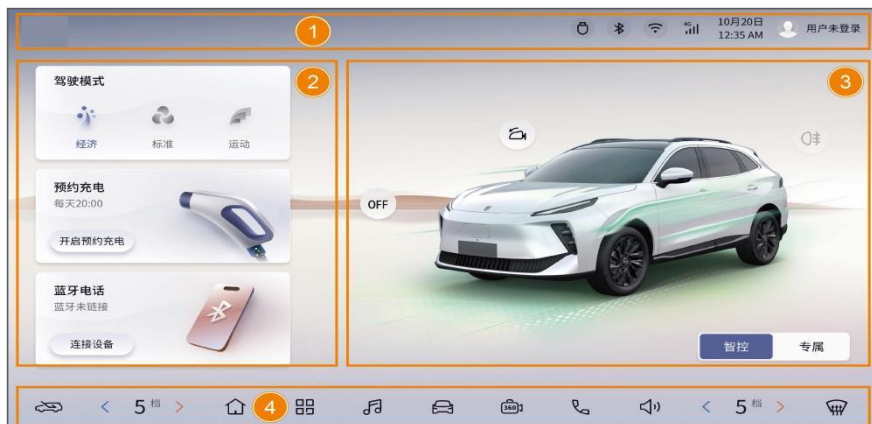 1
4G
10月20日
12:35 AM
用户未登录
2
驾驶模式
经济
标准
运动
预约充电
每天20:00
开启预约充电
蓝牙电话
蓝牙未链接
连接设备
3
OFF
智控
专属
5档
4
360
5档